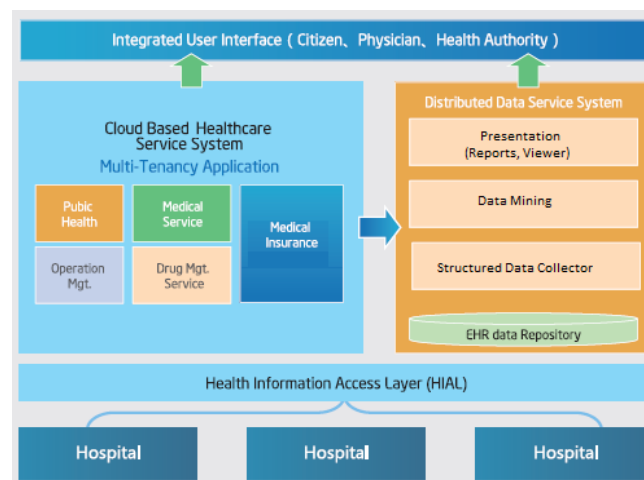 Integrated User Interface ( Citizen、Physician、Health Authority )
Cloud Based Healthcare
Service System
Multi-Tenancy Application
Pubic
Health
Medical
Service
Medical
Insurance
Operation
Mgt.
Drug Mgt.
Service
Distributed Data Service System
Presentation
(Reports, Viewer)
Data Mining
Structured Data Collector
EHR data Repository
Health Information Access Layer (HIAL)
Hospital
Hospital
Hospital